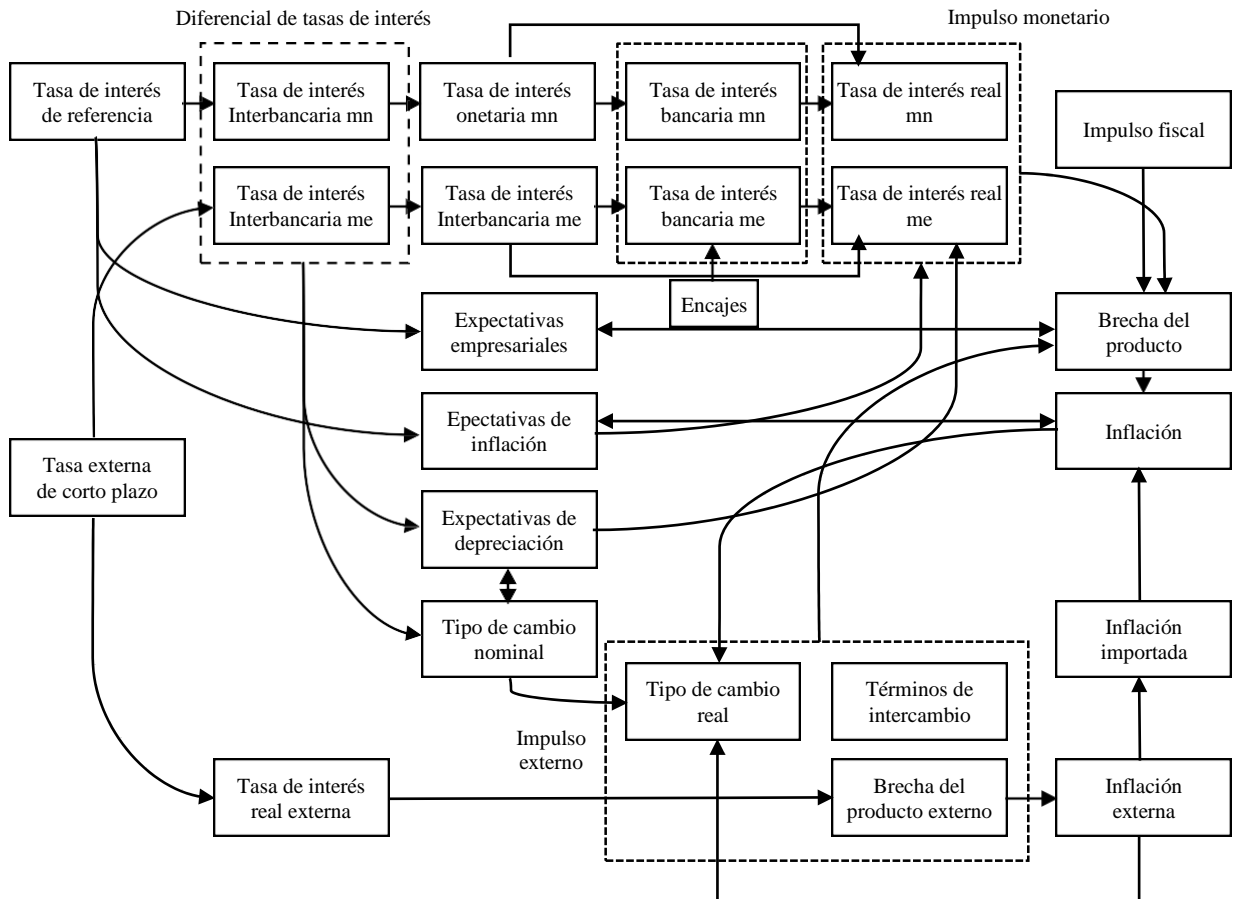 Diferencial de tasas de interés
Impulso monetario
Tasa de interés
de referencia
Tasa de interés
Interbancaria mn
Tasa de interés
onetaria mn
Tasa de interés
bancaria mn
Tasa de interés real
mn
Impulso fiscal
Tasa de interés
Interbancaria me
Tasa de interés
Interbancaria me
Tasa de interés
bancaria me
Tasa de interés real
me
Encajes
Expectativas
empresariales
Brecha del
producto
Epectativas de
inflación
Inflación
Tasa externa
de corto plazo
Expectativas de
depreciación
Tipo de cambio
nominal
Inflación
importada
Tipo de cambio
real
Términos de
intercambio
Impulso
externo
Tasa de interés
real externa
Brecha del
producto externo
Inflación
externa